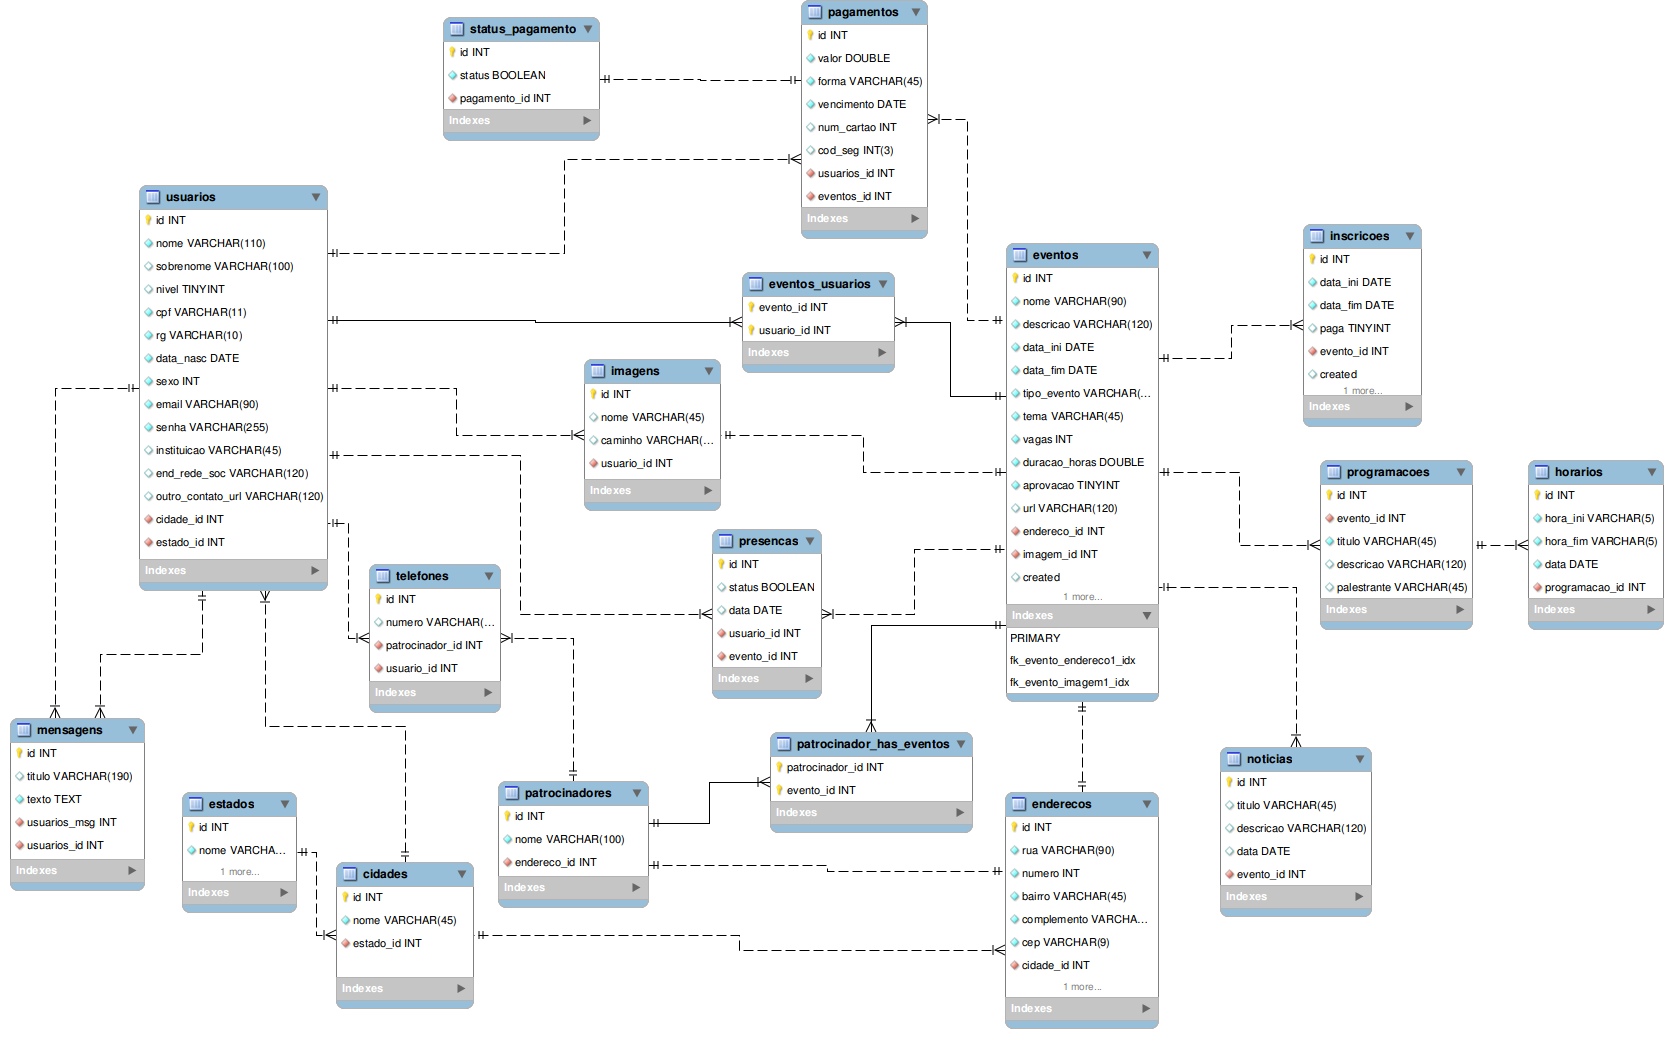 status_pagamento
id INT
status BOOLEAN
pagamento_id INT
Indexes
pagamentos
id INT
valor DOUBLE
forma VARCHAR(45)
vencimento DATE
num_cartao INT
cod_seg INT(3)
usuarios_id INT
eventos_id INT
Indexes
usuarios
id INT
nome VARCHAR(110)
sobrenome VARCHAR(100)
nivel TINYINT
cpf VARCHAR(11)
rg VARCHAR(10)
data_nasc DATE
sexo INT
email VARCHAR(90)
senha VARCHAR(255)
instituicao VARCHAR(45)
end_rede_soc VARCHAR(120)
outro_contato_url VARCHAR(120)
cidade_id INT
estado_id INT
Indexes
eventos_usuarios
evento_id INT
usuario_id INT
Indexes
eventos
id INT
nome VARCHAR(90)
descricao VARCHAR(120)
data_ini DATE
data_fim DATE
tipo_evento VARCHAR(...
tema VARCHAR(45)
vagas INT
duracao_horas DOUBLE
aprovacao TINYINT
url VARCHAR(120)
endereco_id INT
imagem_id INT
created
1 more...
Indexes
PRIMARY
fk_evento_endereco1_idx
fk_evento_imagem1_idx
inscricoes
id INT
data_ini DATE
data_fim DATE
paga TINYINT
evento_id INT
created
1 more...
Indexes
imagens
id INT
nome VARCHAR(45)
caminho VARCHAR(...
usuario_id INT
Indexes
programacoes
id INT
evento_id INT
titulo VARCHAR(45)
descricao VARCHAR(120)
palestrante VARCHAR(45)
Indexes
horarios
id INT
hora_ini VARCHAR(5)
hora_fim VARCHAR(5)
data DATE
programacao_id INT
Indexes
presencas
id INT
status BOOLEAN
data DATE
usuario_id INT
evento_id INT
Indexes
telefones
id INT
numero VARCHAR(...
patrocinador_id INT
usuario_id INT
Indexes
mensagens
id INT
titulo VARCHAR(190)
texto TEXT
usuarios_msg INT
usuarios_id INT
Indexes
estados
id INT
nome VARCHA...
1 more...
Indexes
cidades
id INT
nome VARCHAR(45)
estado_id INT
Indexes
patrocinadores
id INT
nome VARCHAR(100)
endereco_id INT
Indexes
patrocinador_has_eventos
patrocinador_id INT
evento_id INT
Indexes
enderecos
id INT
rua VARCHAR(90)
numero INT
bairro VARCHAR(45)
complemento VARCHA...
cep VARCHAR(9)
cidade_id INT
1 more...
Indexes
noticias
id INT
titulo VARCHAR(45)
descricao VARCHAR(120)
data DATE
evento_id INT
Indexes